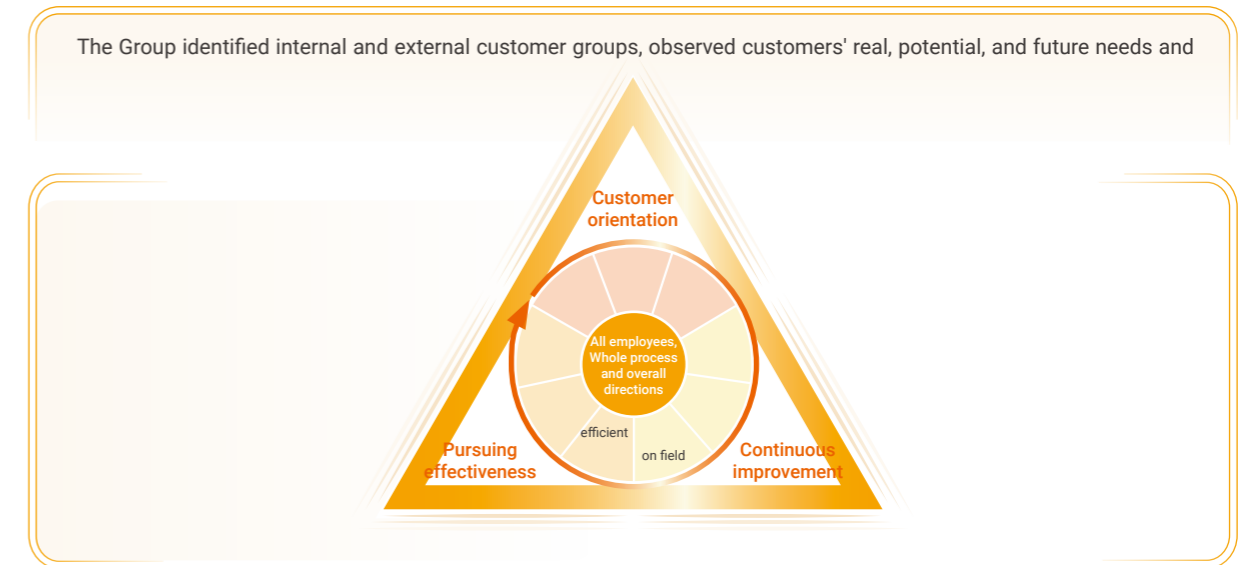 The Group identified internal and external customer groups, observed customers' real, potential, and future needs and
Customer
orientation
All employees,
Whole process
and overall
directions
efficient
on field
Pursuing
effectiveness
Continuous
improvement